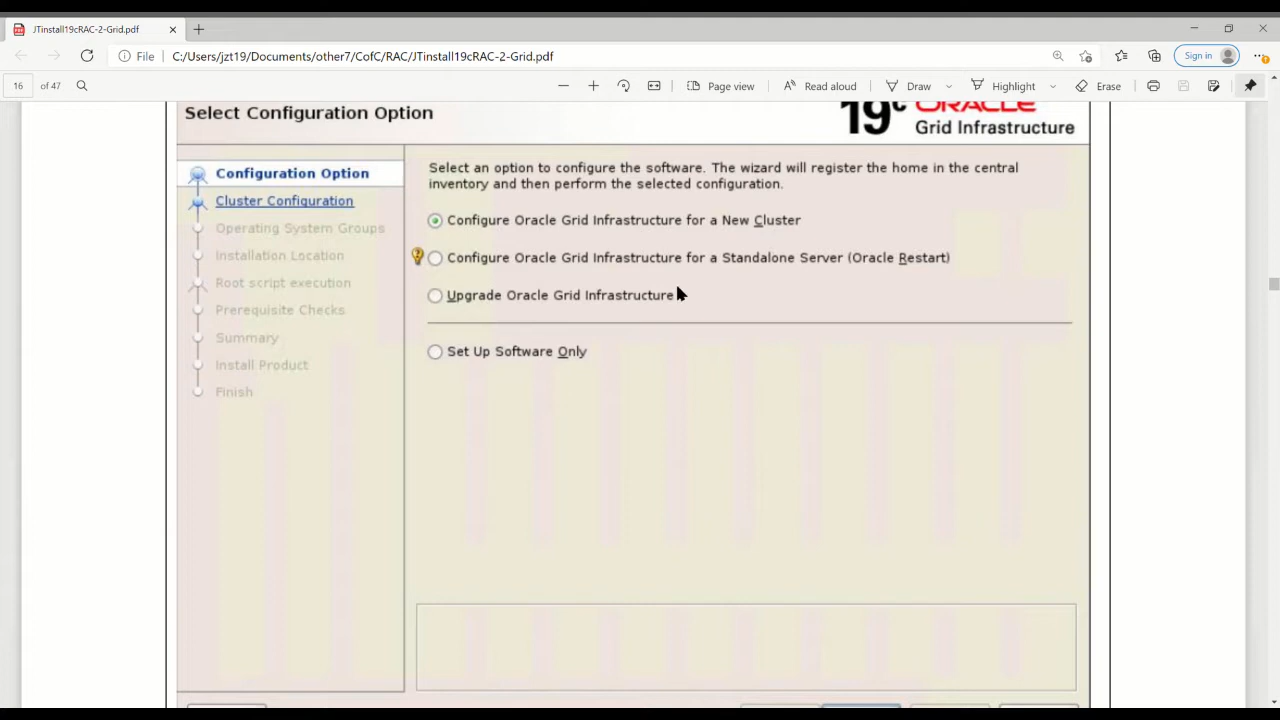 JTinstall19cRAC-2-Grid.pdf
File
C:/Users/jzt19/Documents/other7/CofC/RAC/JTinstall19cRAC-2-Grid.pdf
Sign in
16 of 47
Page view
Read aloud
Draw
Highlight
Erase
Select Configuration Option
19c ORACLE
Grid Infrastructure
Configuration Option
Cluster Configuration
Operating System Groups
Installation Location
Root script execution
Prerequisite Checks
Summary
Install Product
Finish
Select an option to configure the software. The wizard will register the home in the central
inventory and then perform the selected configuration.
Configure Oracle Grid Infrastructure for a New Cluster
Configure Oracle Grid Infrastructure for a Standalone Server (Oracle Restart)
Upgrade Oracle Grid Infrastructure
Set Up Software Only